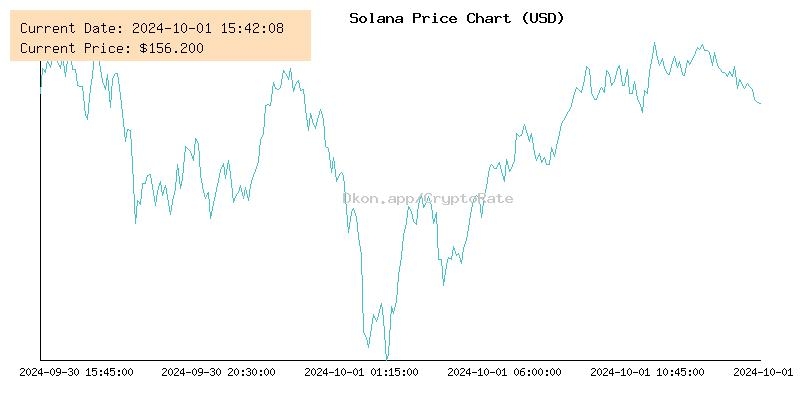 Solana Price Chart (USD)
Current Date: 2024-10-01 15:42:08
Current Price: $156.200
Dkon.app/CryptoRate
2024-09-30 15:45:00 2024-09-30 20:30:00 2024-10-01 01:15:00 2024-10-01 06:00:00 2024-10-01 10:45:00 2024-10-01